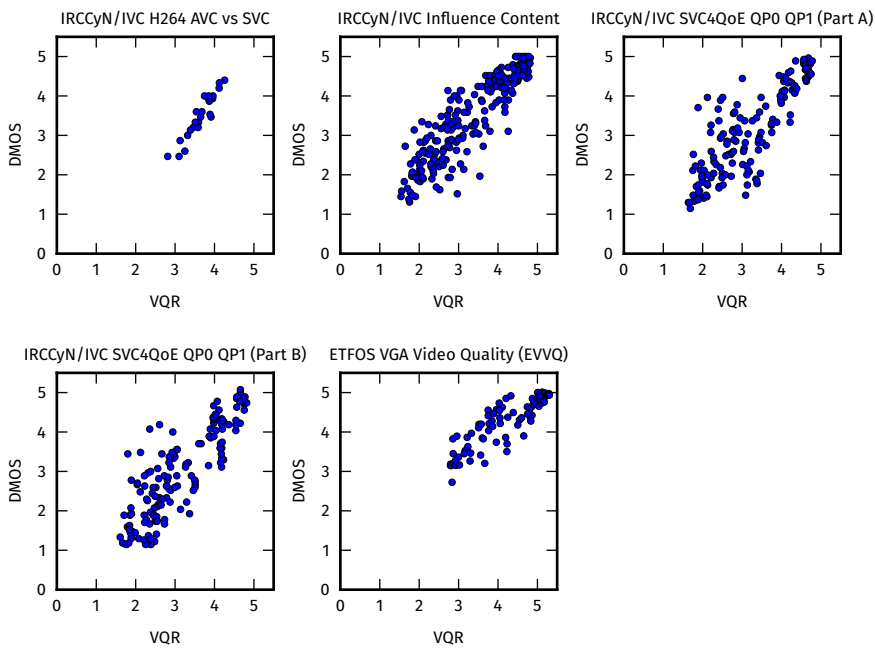 IRCCyN/IVC H264 AVC vs SVC
5
4
3
2
1
0
DMOS
0 1 2 3 4 5
VQR
IRCCyN/IVC Influence Content
5
4
3
2
1
0
DMOS
0 1 2 3 4 5
VQR
IRCCyN/IVC SVC4QoE QP0 QP1 (Part A)
5
4
3
2
1
0
DMOS
0 1 2 3 4 5
VQR
IRCCyN/IVC SVC4QoE QP0 QP1 (Part B)
5
4
3
2
1
0
DMOS
0 1 2 3 4 5
VQR
ETFOS VGA Video Quality (EVVQ)
5
4
3
2
1
0
DMOS
0 1 2 3 4 5
VQR